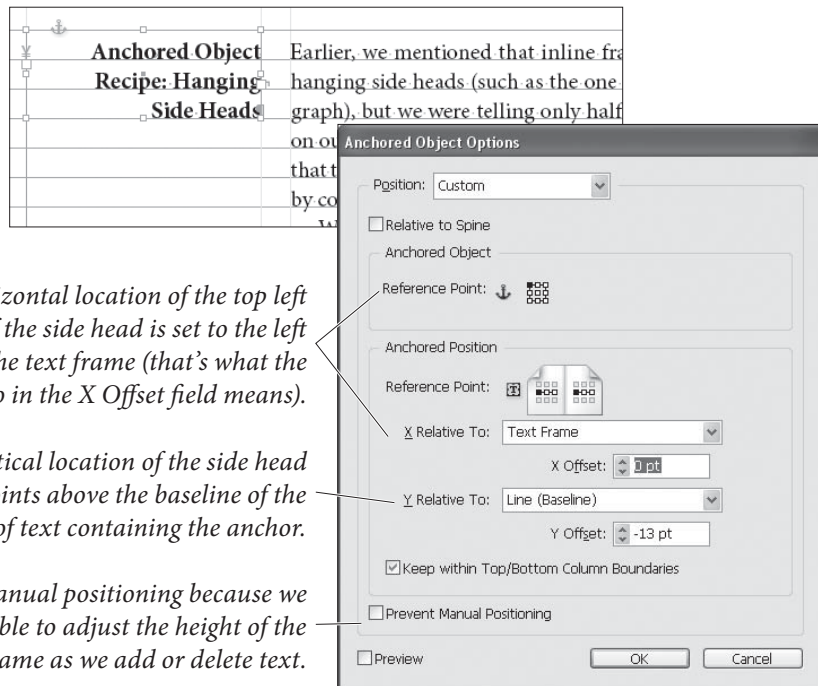 Anchored Object
Recipe: Hanging
Side Heads
Earlier, we mentioned that inline fra
hanging side heads (such as the one
graph), but we were telling only half
on ou
that t
by co
W
Anchored Object Options
Position: Custom
Relative to Spine
Anchored Object
Reference Point:
Anchored Position
Reference Point:
X Relative To: Text Frame
X Offset: 0 pt
Y Relative To: Line (Baseline)
Y Offset: -13 pt
Keep within Top/Bottom Column Boundaries
Prevent Manual Positioning
Preview
OK Cancel
izontal location of the top left
f the side head is set to the left
he text frame (that’s what the
o in the X Offset field means).
tical location of the side head
ints above the baseline of the
of text containing the anchor.
anual positioning because we
ble to adjust the height of the
ame as we add or delete text.